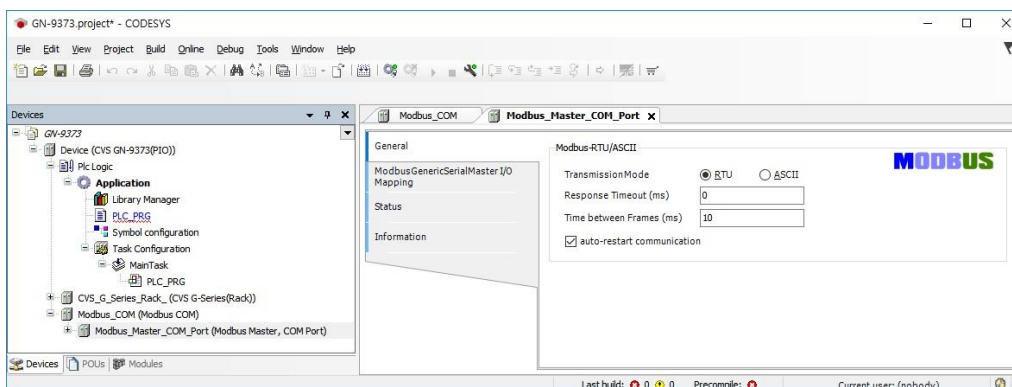 GN-9373.project* - CODESYS
File Edit View Project Build Online Debug Tools Window Help
Devices
GN-9373
Device (CVS GN-9373(PIO))
Plc Logic
Application
Library Manager
PLC_PRG
Symbol configuration
Task Configuration
MainTask
PLC_PRG
CVS_G_Series_Rack_ (CVS G-Series(Rack))
Modbus_COM (Modbus COM)
Modbus_Master_COM_Port (Modbus Master, COM Port)
Devices POUs Modules
Modbus_COM Modbus_Master_COM_Port
General
ModbusGenericSerialMaster I/O
Mapping
Status
Information
Modbus-RTU/ASCII
MODBUS
TransmissionMode RTU ASCII
Response Timeout (ms) 0
Time between Frames (ms) 10
auto-restart communication
Last build: 0 0 Precompile: Current user: (nobody)